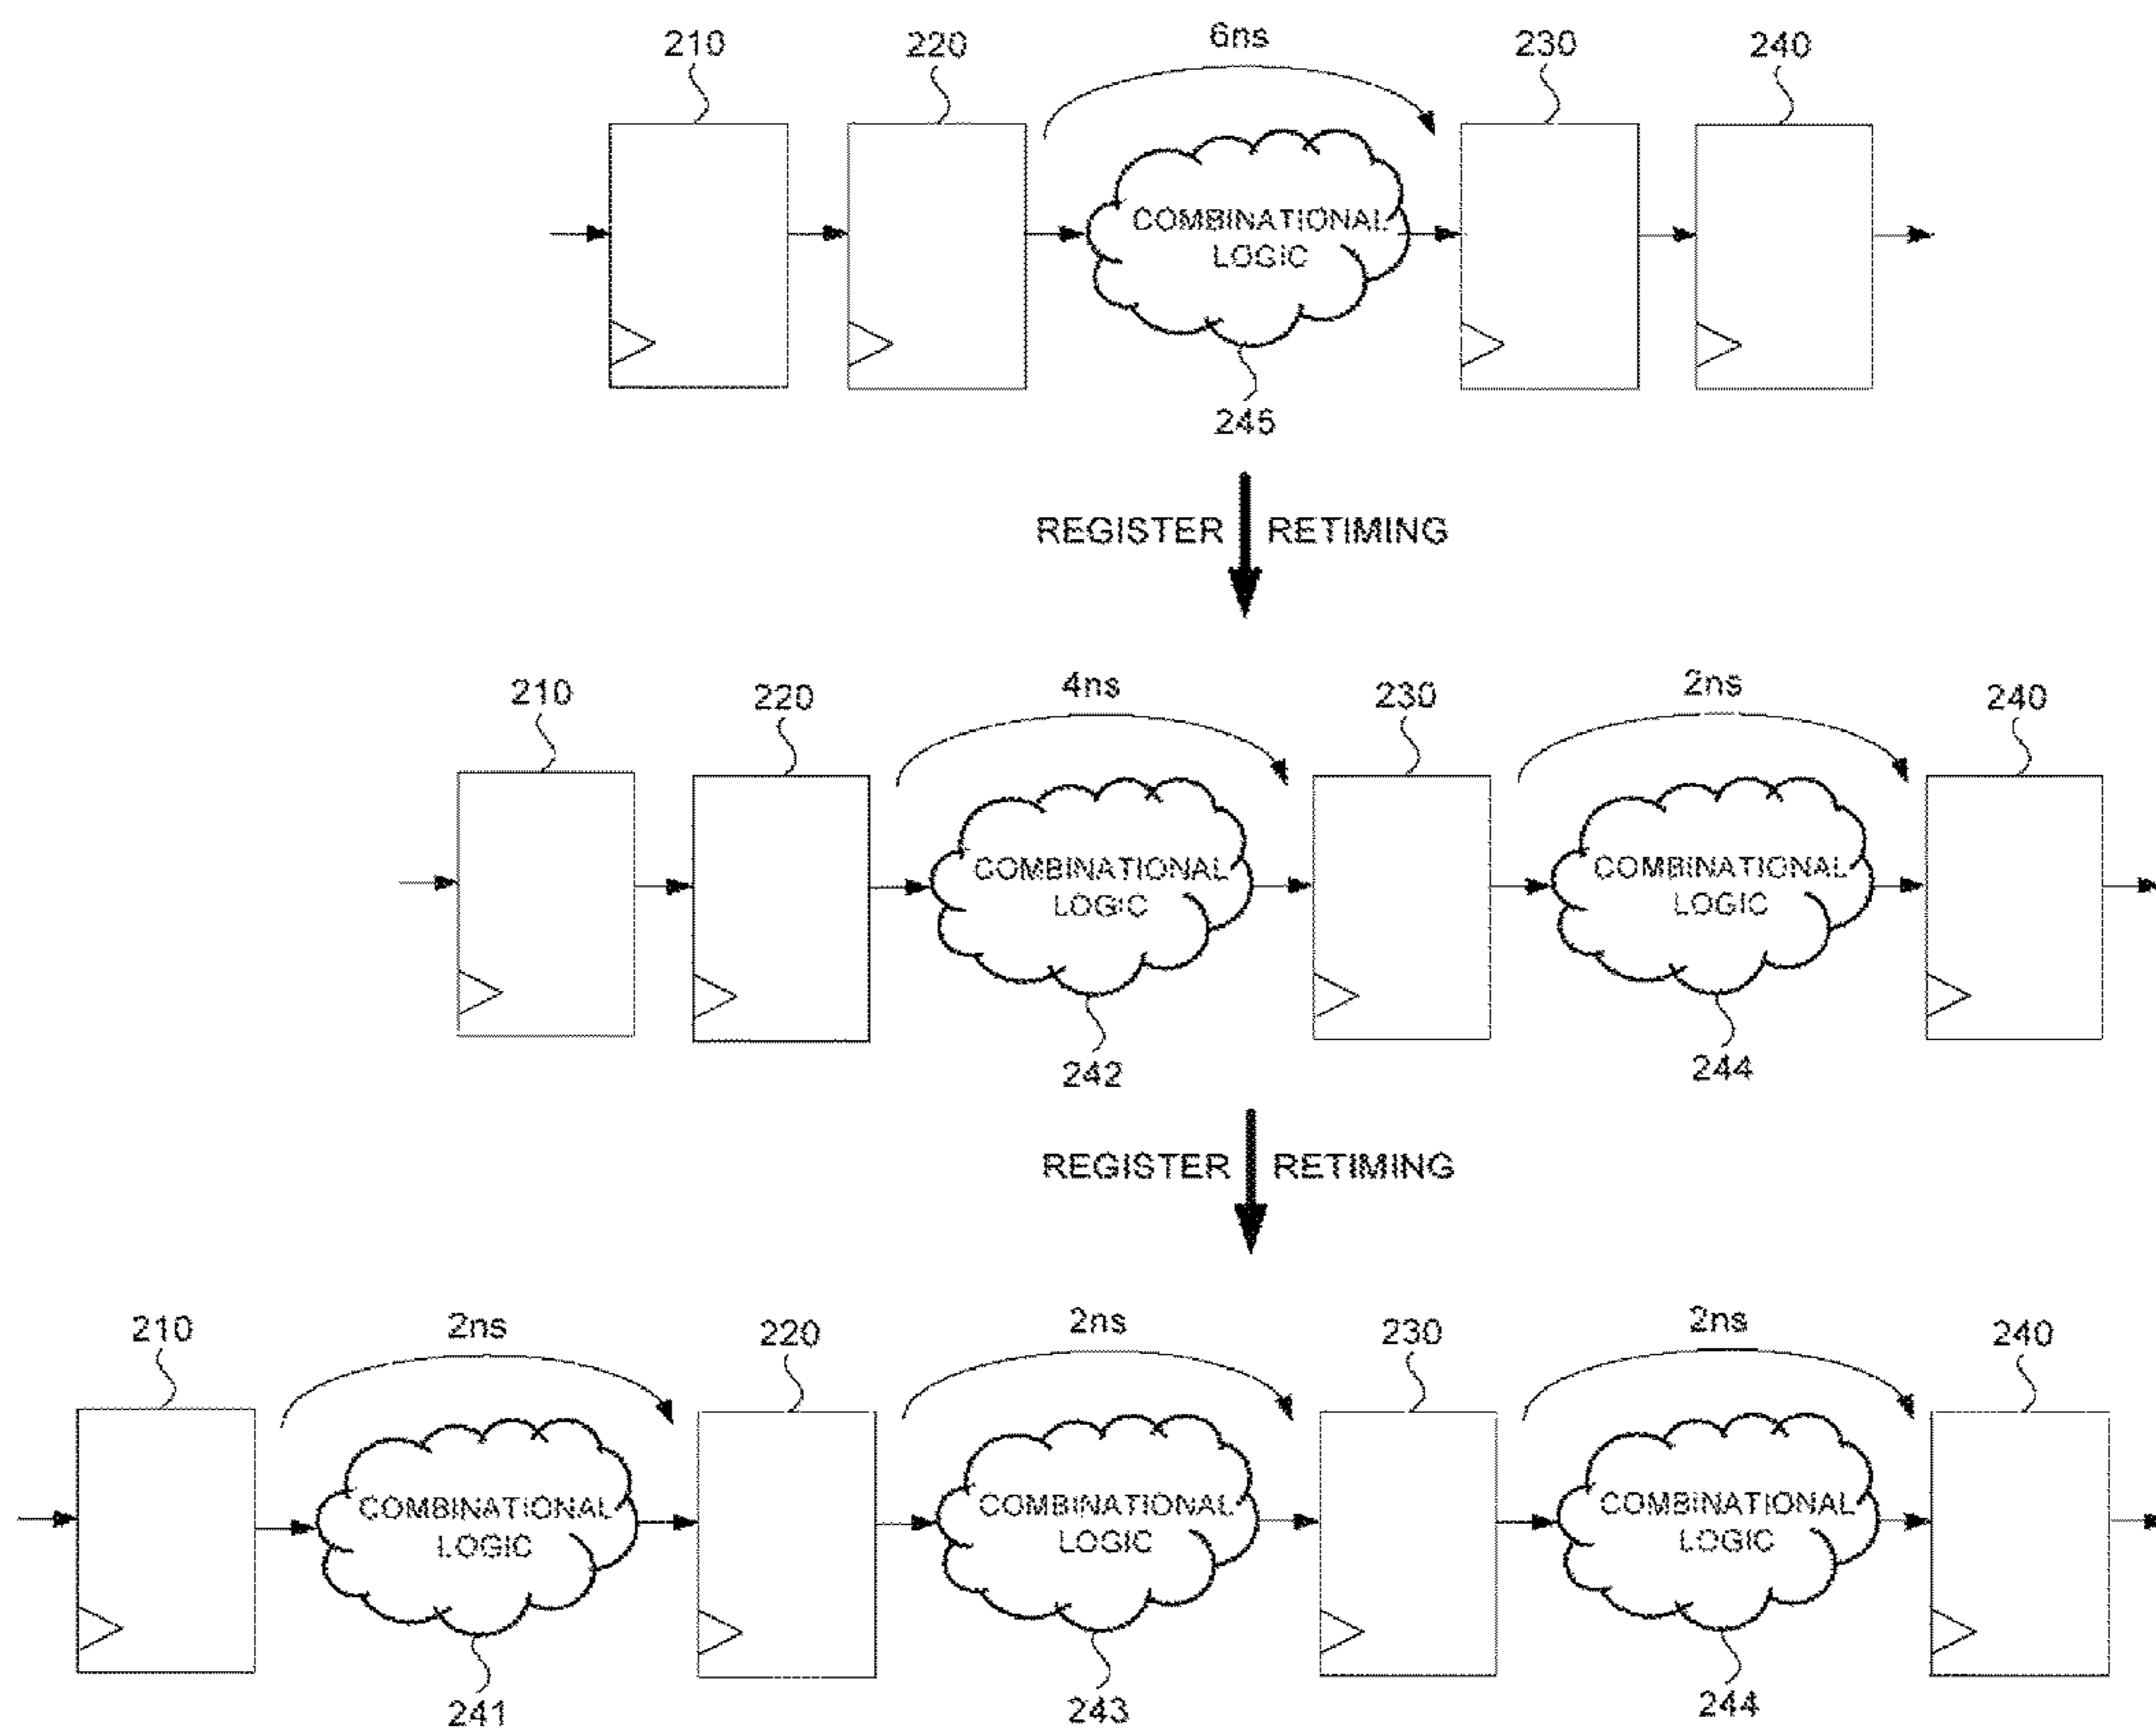 210 220 6ns 230 240
COMBINATIONAL
LOGIC
245
REGISTER RETIMING
210 220 4ns 230 2ns 240
COMBINATIONAL COMBINATIONAL
LOGIC LOGIC
242 244
REGISTER RETIMING
210 2ns 220 2ns 230 2ns 240
COMBINATIONAL COMBINATIONAL COMBINATIONAL
LOGIC LOGIC LOGIC
241 243 244